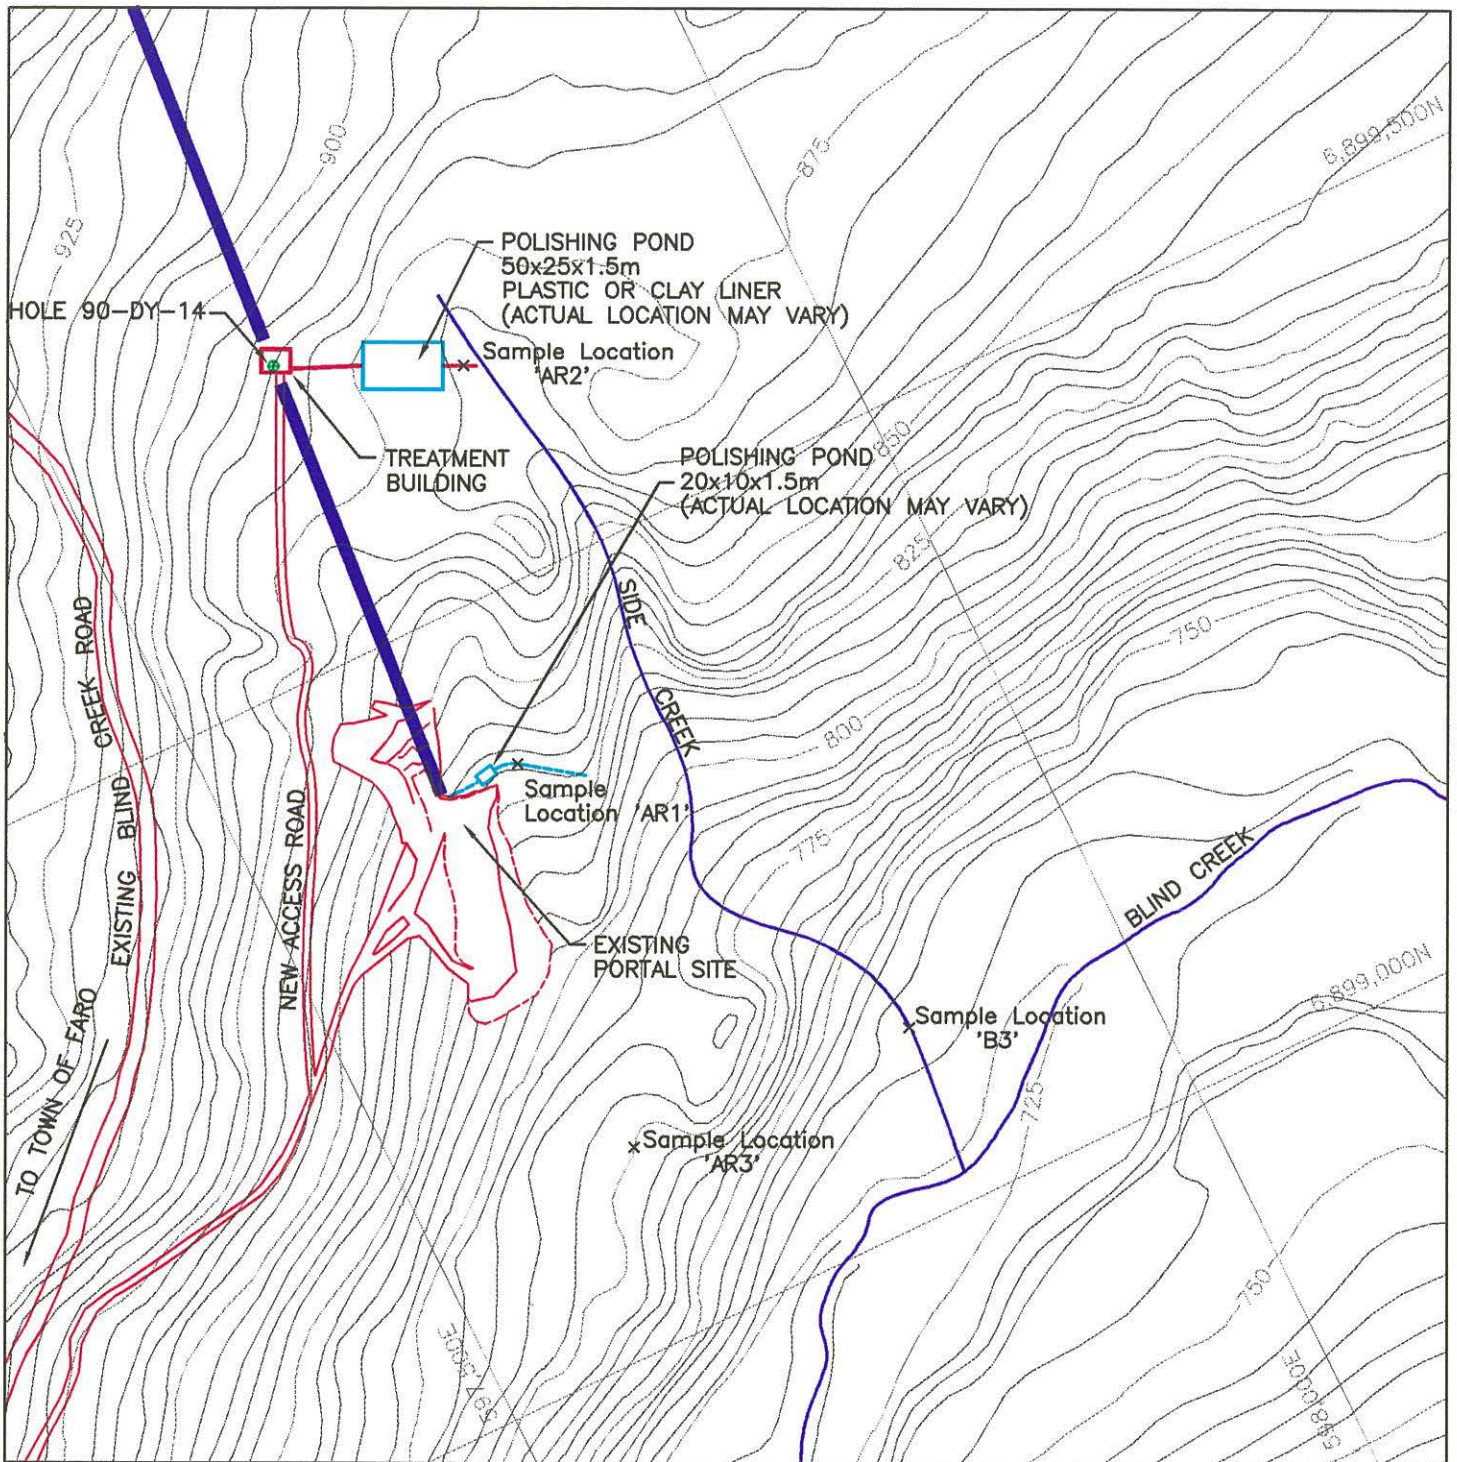 900
875
6,899,500N
925
POLISHING POND
50x25x1.5m
PLASTIC OR CLAY LINER
(ACTUAL LOCATION MAY VARY)
HOLE 90-DY-14
Sample Location
'AR2'
850
TREATMENT
BUILDING
POLISHING POND
20x10x1.5m
(ACTUAL LOCATION MAY VARY)
825
SIDE
CREEK
750
800
EXISTING BLIND CREEK ROAD
NEW ACCESS ROAD
Sample
Location 'AR1'
775
BLIND CREEK
EXISTING
PORTAL SITE
6,899,000N
TO TOWN OF FARO
Sample Location
'B3'
725
Sample Location
'AR3'
750
597,500E
598,000E